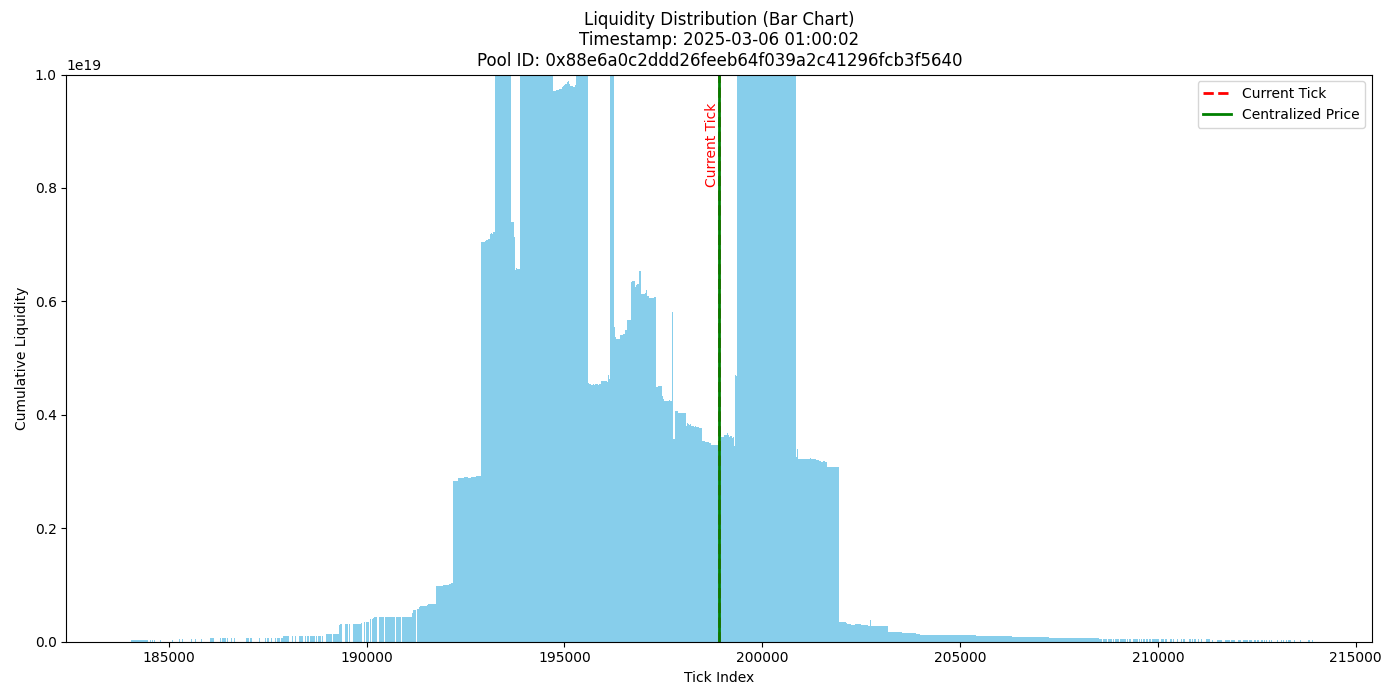 Liquidity Distribution (Bar Chart)
Timestamp: 2025-03-06 01:00:02
Pool ID: 0x88e6a0c2ddd26feeb64f039a2c41296fcb3f5640
1e19
1.0
0.8
0.6
0.4
0.2
0.0
Cumulative Liquidity
Current Tick
Current Tick
Centralized Price
185000
190000
195000
200000
205000
210000
215000
Tick Index